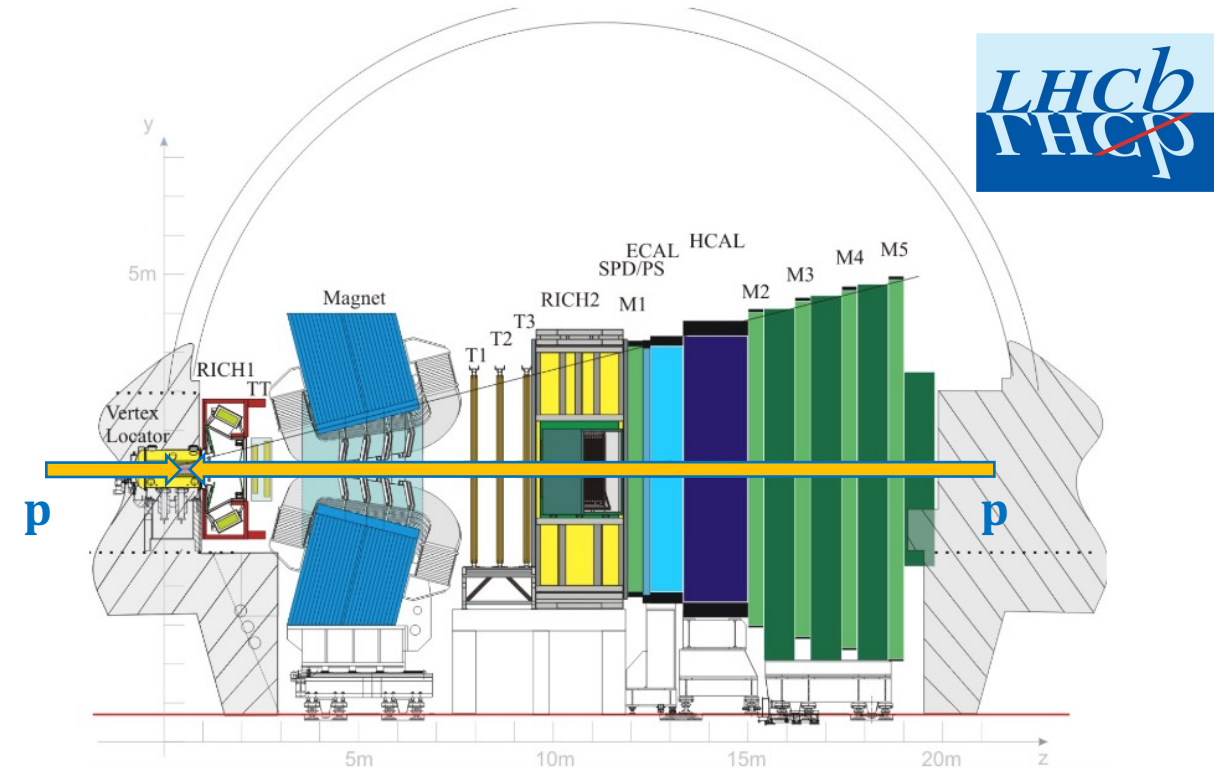 LHCb
LHCp
y
5m
HCAL
ECAL
SPD/PS
M5
M4
M3
M2
M1
RICH2
Magnet
T3
T2
T1
RICH1
TT
Vertex
Locator
p
p
5m
10m
15m
20m
z